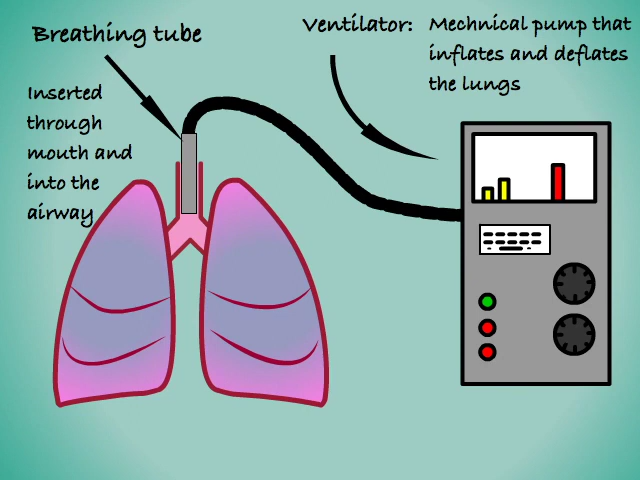 Breathing tube
Inserted
through
mouth and
into the
airway
Ventilator: Mechnical pump that
inflates and deflates
the lungs